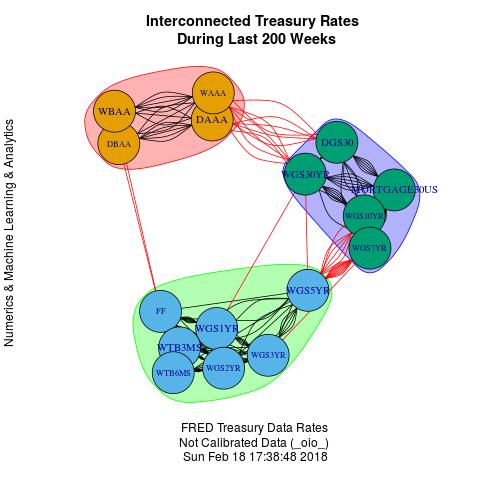 Interconnected Treasury Rates
During Last 200 Weeks
Numerics & Machine Learning & Analytics
WAAA
WBAA
DAAA
DBAA
DGS30
WGS30YR
MORTGAGE30US
WGS10YR
WGS7YR
WGS5YR
FF
WGS1YR
WTB3MS
WGS3YR
WGS2YR
WTB6MS
FRED Treasury Data Rates
Not Calibrated Data (_oio_)
Sun Feb 18 17:38:48 2018